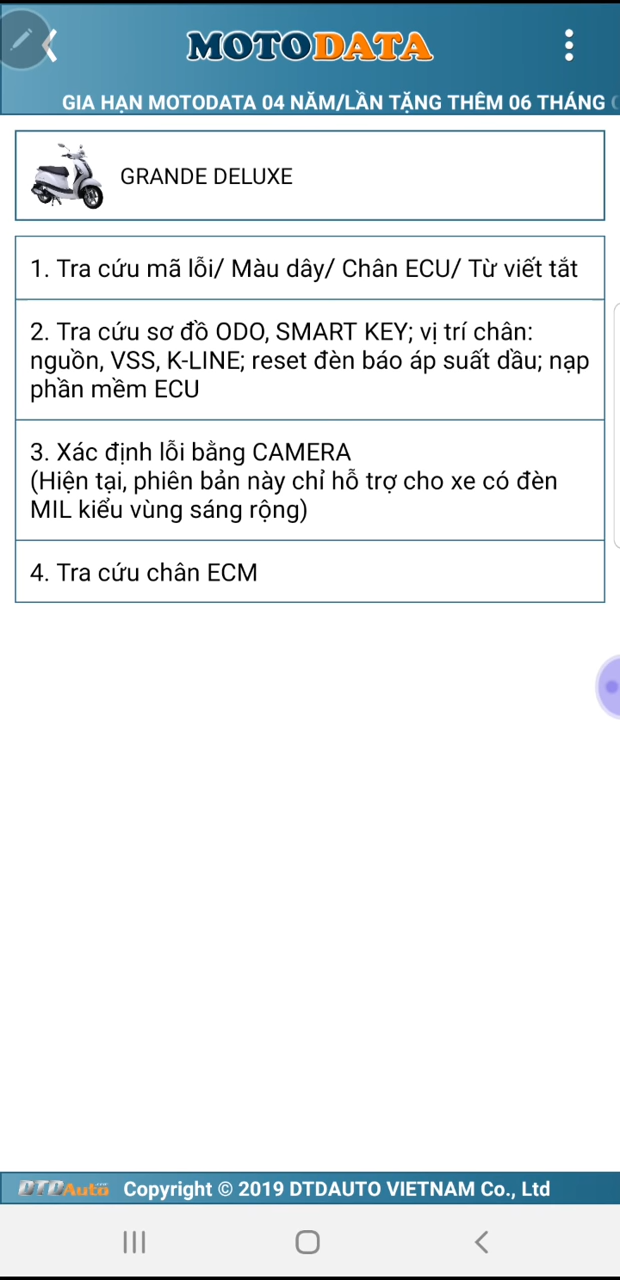 MOTODATA
GIA HẠN MOTODATA 04 NĂM/LẦN TẶNG THÊM 06 THÁNG
GRANDE DELUXE
1. Tra cứu mã lỗi/ Màu dây/ Chân ECU/ Từ viết tắt
2. Tra cứu sơ đồ ODO, SMART KEY; vị trí chân:
nguồn, VSS, K-LINE; reset đèn báo áp suất dầu; nạp
phần mềm ECU
3. Xác định lỗi bằng CAMERA
(Hiện tại, phiên bản này chỉ hỗ trợ cho xe có đèn
MIL kiểu vùng sáng rộng)
4. Tra cứu chân ECM
DTDAuto Copyright © 2019 DTDAUTO VIETNAM Co., Ltd